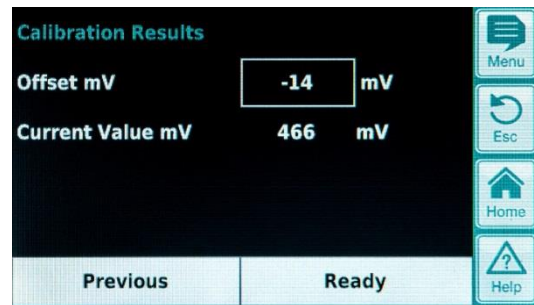 Calibration Results
Offset mV -14 mV
Current Value mV 466 mV
Previous Ready
Menu
Esc
Home
Help